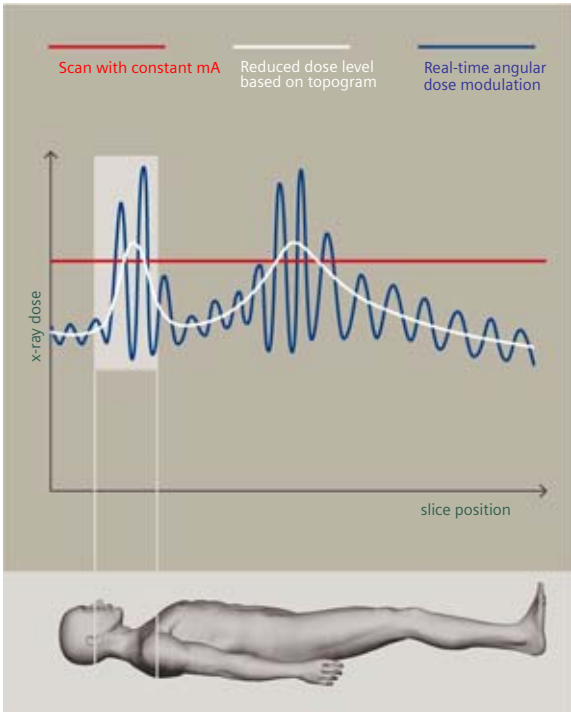 Scan with constant mA
Reduced dose level
based on topogram
Real-time angular
dose modulation
x-ray dose
slice position